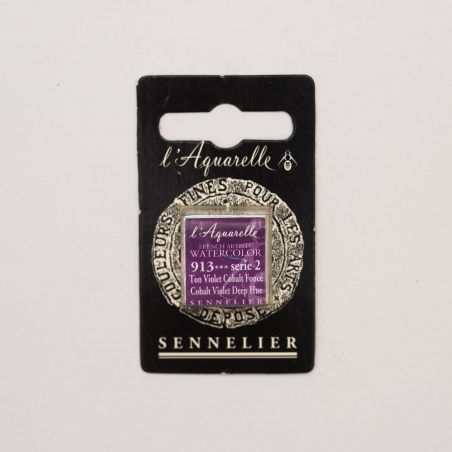 l'Aquarelle
COULEURS FINES POUR LES ARTS
l'Aquarelle
FRENCH ARTISTS'
WATERCOLOR
913*** serie 2
Ton Violet Cobalt Foncé
Cobalt Violet Deep Hue
SENNELIER
DEPOSE
SENNELIER